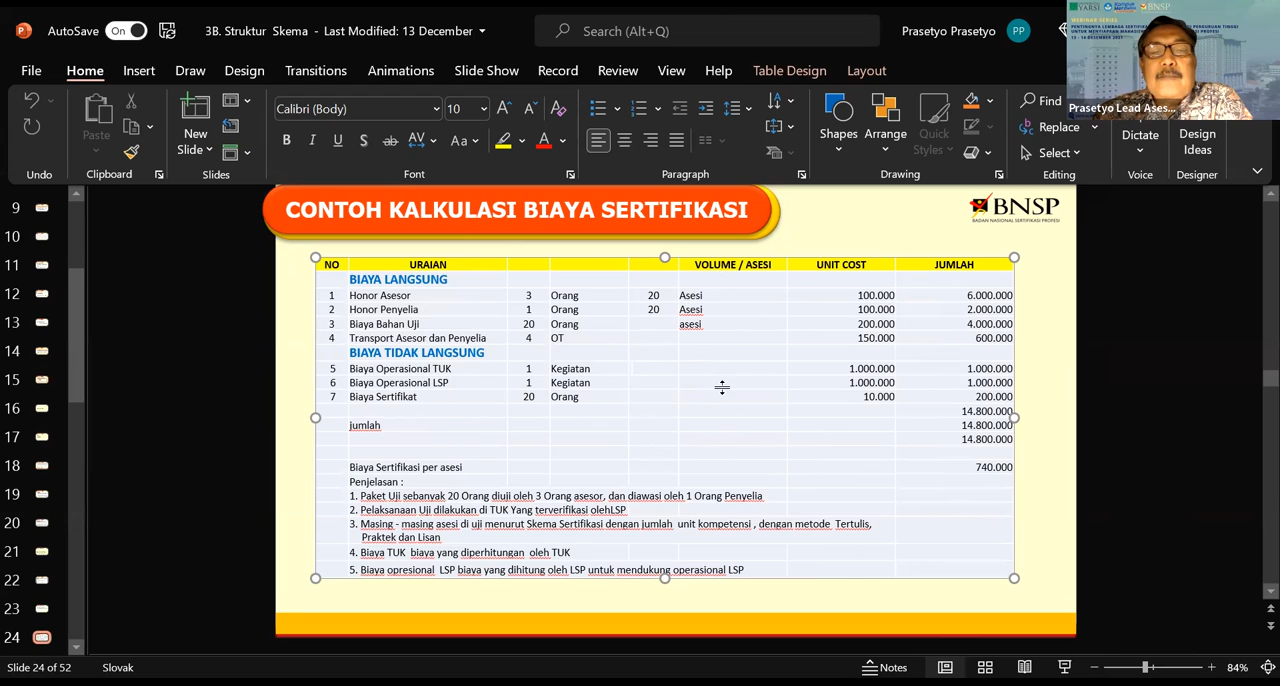 AutoSave On 3B. Struktur Skema - Last Modified: 13 December Search (Alt+Q) Prasetyo Prasetyo PP
YARSI BNSP
WEBINAR SERIES
13 - 14 DESEMBER 2021
Prasetyo Lead Ases...
File Home Insert Draw Design Transitions Animations Slide Show Record Review View Help Table Design Layout
Calibri (Body) 10
Paste New Slide Shapes Arrange Quick Styles Find Replace Select Dictate Design Ideas
Undo Clipboard Slides Font Paragraph Drawing Editing Voice Designer
9
10
11
12
13
14
15
16
17
18
19
20
21
22
23
24
CONTOH KALKULASI BIAYA SERTIFIKASI
BNSP
BADAN NASIONAL SERTIFIKASI PROFESI
NO URAIAN VOLUME / ASESI UNIT COST JUMLAH
BIAYA LANGSUNG
1 Honor Asesor 3 Orang 20 Asesi 100.000 6.000.000
2 Honor Penyelia 1 Orang 20 Asesi 100.000 2.000.000
3 Biaya Bahan Uji 20 Orang asesi 200.000 4.000.000
4 Transport Asesor dan Penyelia 4 OT 150.000 600.000
BIAYA TIDAK LANGSUNG
5 Biaya Operasional TUK 1 Kegiatan 1.000.000 1.000.000
6 Biaya Operasional LSP 1 Kegiatan 1.000.000 1.000.000
7 Biaya Sertifikat 20 Orang 10.000 200.000
14.800.000
jumlah 14.800.000
14.800.000
Biaya Sertifikasi per asesi 740.000
Penjelasan :
1. Paket Uji sebanyak 20 Orang diuji oleh 3 Orang asesor, dan diawasi oleh 1 Orang Penyelia
2. Pelaksanaan Uji dilakukan di TUK Yang terverifikasi olehLSP
3. Masing - masing asesi di uji menurut Skema Sertifikasi dengan jumlah unit kompetensi , dengan metode Tertulis,
Praktek dan Lisan
4. Biaya TUK biaya yang diperhitungan oleh TUK
5. Biaya opresional LSP biaya yang dihitung oleh LSP untuk mendukung operasional LSP
Slide 24 of 52 Slovak Notes 84%